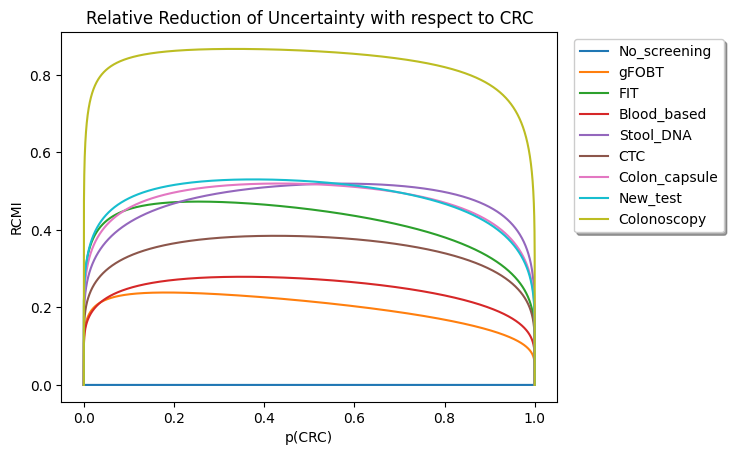 Relative Reduction of Uncertainty with respect to CRC
RCMI
0.8
0.6
0.4
0.2
0.0
0.0 0.2 0.4 0.6 0.8 1.0
p(CRC)
No_screening
gFOBT
FIT
Blood_based
Stool_DNA
CTC
Colon_capsule
New_test
Colonoscopy